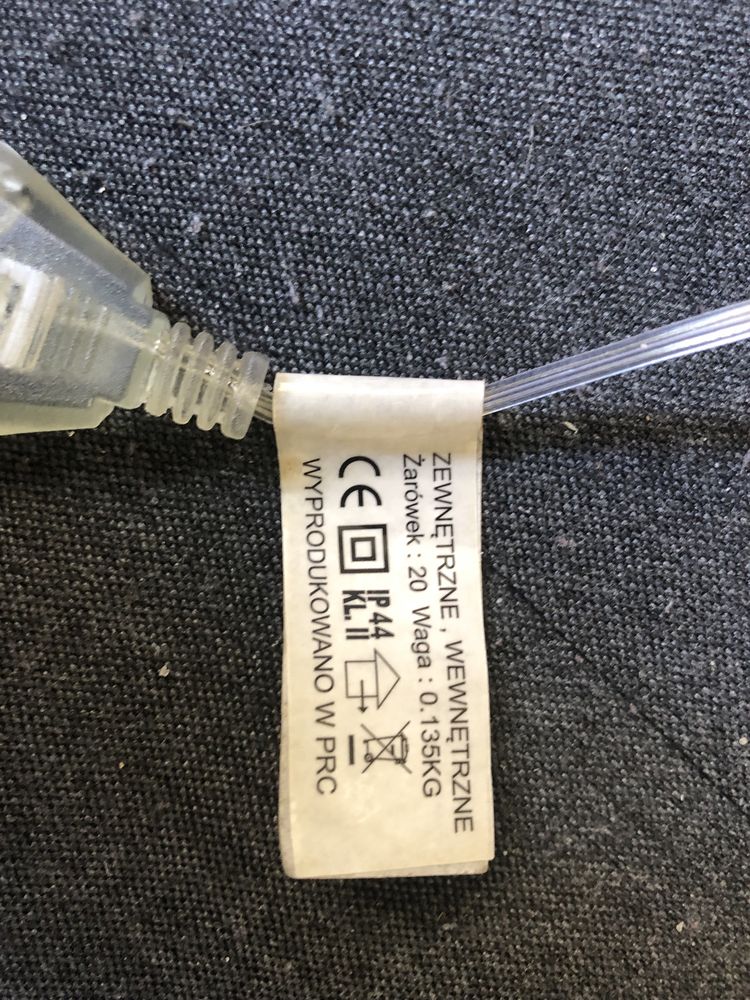 ZEWNĘTRZNE , WEWNĘTRZNE
Żarówek : 20 Waga : 0.135KG
CE IP44
KL. II
WYPRODUKOWANO W PRC